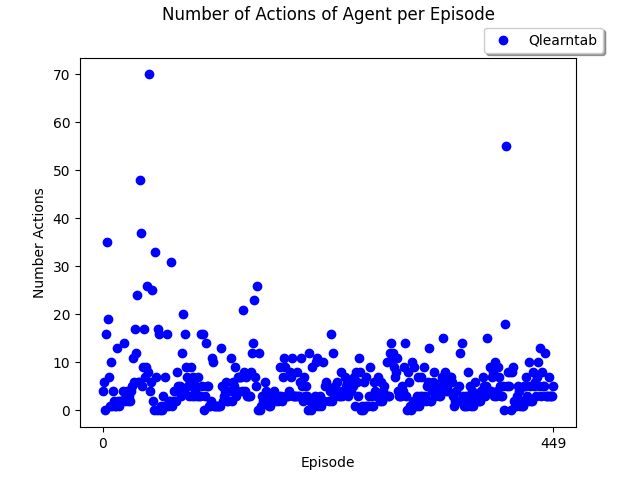 Number of Actions of Agent per Episode
Qlearntab
70
60
50
40
30
20
10
0
Number Actions
0 449
Episode